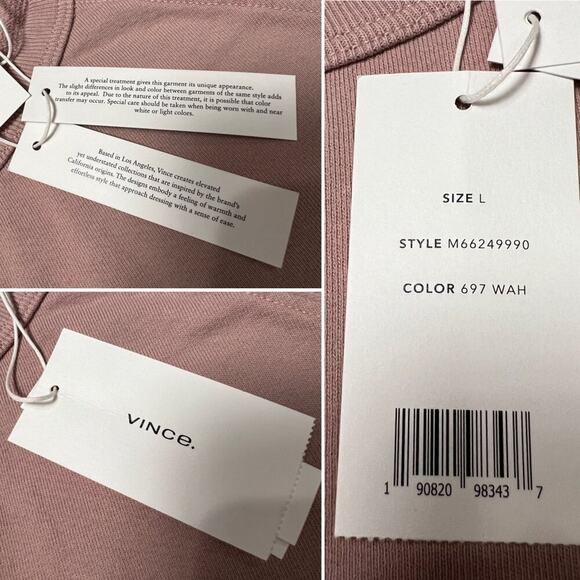 A special treatment gives this garment its unique appearance.
The slight differences in look and color between garments of the same style adds
to its appeal. Due to the nature of this treatment, it is possible that color
transfer may occur. Special care should be taken when being worn with and near
white or light colors.
Based in Los Angeles, Vince creates elevated
yet understated collections that are inspired by the brand's
California origins. The designs embody a feeling of warmth and
effortless style that approach dressing with a sense of ease.
VINCE.
SIZE L
STYLE M66249990
COLOR 697 WAH
1 90820 98343 7